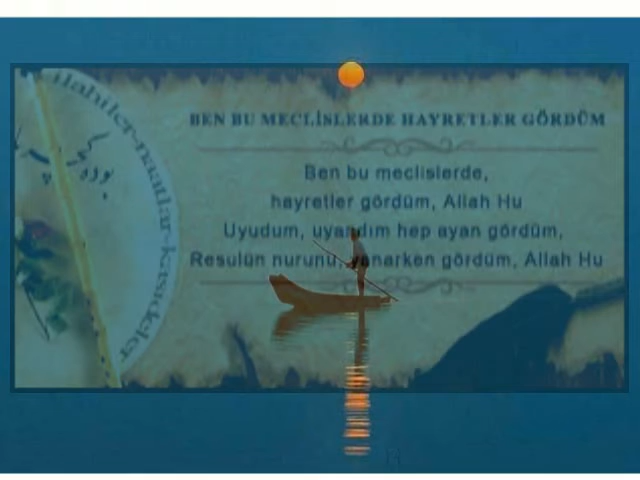 ilahiler-naatlar-kasideler
BEN BU MECLİSLERDE HAYRETLER GÖRDÜM
Ben bu meclislerde,
hayretler gördüm, Allah Hu
Uyudum, uyandım hep ayan gördüm,
Resulün nurunu, yanarken gördüm, Allah Hu